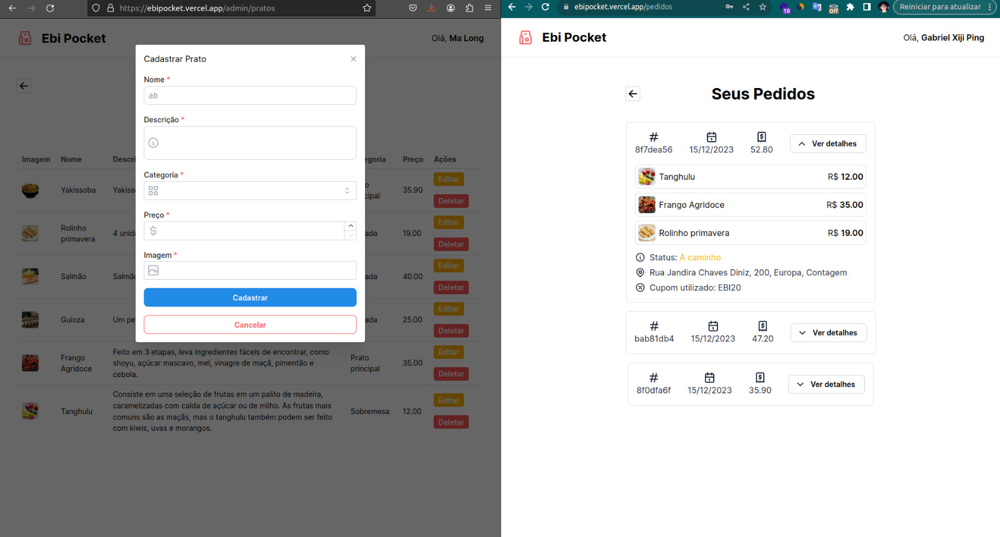 https://ebipocket.vercel.app/admin/pratos
Ebi Pocket
Olá, Ma Long
Cadastrar Prato
Nome *
ab
Descrição *
Categoria *
Preço *
Imagem *
Cadastrar
Cancelar
Imagem Nome Descri egoria Preço Ações
Yakissoba Yakiss o
cipal 35.90 Editar
Deletar
Rolinho
primavera 4 unid ada 19.00 Editar
Deletar
Salmão Salmã ada 40.00 Editar
Deletar
Guioza Um pe ada 25.00 Editar
Deletar
Frango
Agridoce
Feito em 3 etapas, leva ingredientes fáceis de encontrar, como
shoyu, açúcar mascavo, mel, vinagre de maçã, pimentão e
cebola.
Prato
principal
35.00
Editar
Deletar
Tanghulu
Consiste em uma seleção de frutas em um palito de madeira,
caramelizadas com calda de açúcar ou de milho. As frutas mais
comuns são as maçãs, mas o tanghulu também podem ser feito
com kiwis, uvas e morangos.
Sobremesa
12.00
Editar
Deletar
ebipocket.vercel.app/pedidos
10
Off
Reiniciar para atualizar
Ebi Pocket
Olá, Gabriel Xiji Ping
Seus Pedidos
8f7dea56 15/12/2023 52.80 Ver detalhes
Tanghulu R$ 12.00
Frango Agridoce R$ 35.00
Rolinho primavera R$ 19.00
Status: A caminho
Rua Jandira Chaves Diniz, 200, Europa, Contagem
Cupom utilizado: EBI20
bab81db4 15/12/2023 47.20 Ver detalhes
8f0dfa6f 15/12/2023 35.90 Ver detalhes